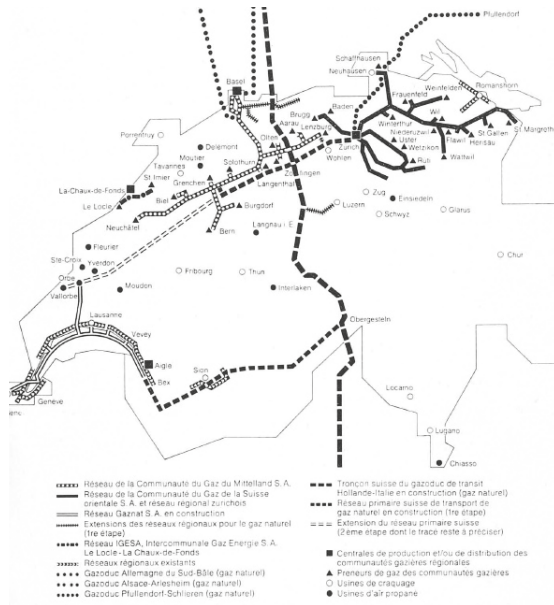 Pfullendorf
Schaffhausen
Neuhausen
Basel
Weinfelden
Romanshorn
Frauenfeld
Baden
Brugg
Wil
Winterthur
Aarau
Lenzburg
Niederuzwil
Porrentruy
Olten
St Gallen
St Margreth
Zürich
Uster
Flawil
Herisau
Delémont
Wohlen
Wetzikon
Moutier
Solothurn
Wattwil
Tavannes
Zofingen
Rüti
St Imier
Grenchen
Langenthal
La-Chaux-de-Fonds
Zug
Einsiedeln
Biel
Burgdorf
Luzern
Le Locle
Schwyz
Glarus
Neuchâtel
Bern
Langnau i. E.
Fleurier
Chur
Ste-Croix
Yverdon
Fribourg
Thun
Orbe
Interlaken
Vallorbe
Moudon
Lausanne
Obergesteln
Vevey
Aigle
Sion
Bex
Locarno
Genève
Lugano
Chiasso
Réseau de la Communauté du Gaz du Mittelland S.A.
Réseau de la Communauté du Gaz de la Suisse
orientale S.A. et réseau régional zurichois
Réseau Gaznat S.A. en construction
Extensions des réseaux régionaux pour le gaz naturel
(1re étape)
Réseau IGESA, Intercommunale Gaz Energie S.A.
Le Locle - La Chaux-de-Fonds
Réseaux régionaux existants
Gazoduc Allemagne du Sud-Bâle (gaz naturel)
Gazoduc Alsace-Arlesheim (gaz naturel)
Gazoduc Pfullendorf-Schlieren (gaz naturel)
Tronçon suisse du gazoduc de transit
Hollande-Italie en construction (gaz naturel)
Réseau primaire suisse de transport de
gaz naturel en construction (1re étape)
Extension du réseau primaire suisse
(2ème étape dont le tracé reste à préciser)
Centrales de production et/ou de distribution des
communautés gazières régionales
Preneurs de gaz des communautés gazières
Usines de craquage
Usines d'air propané